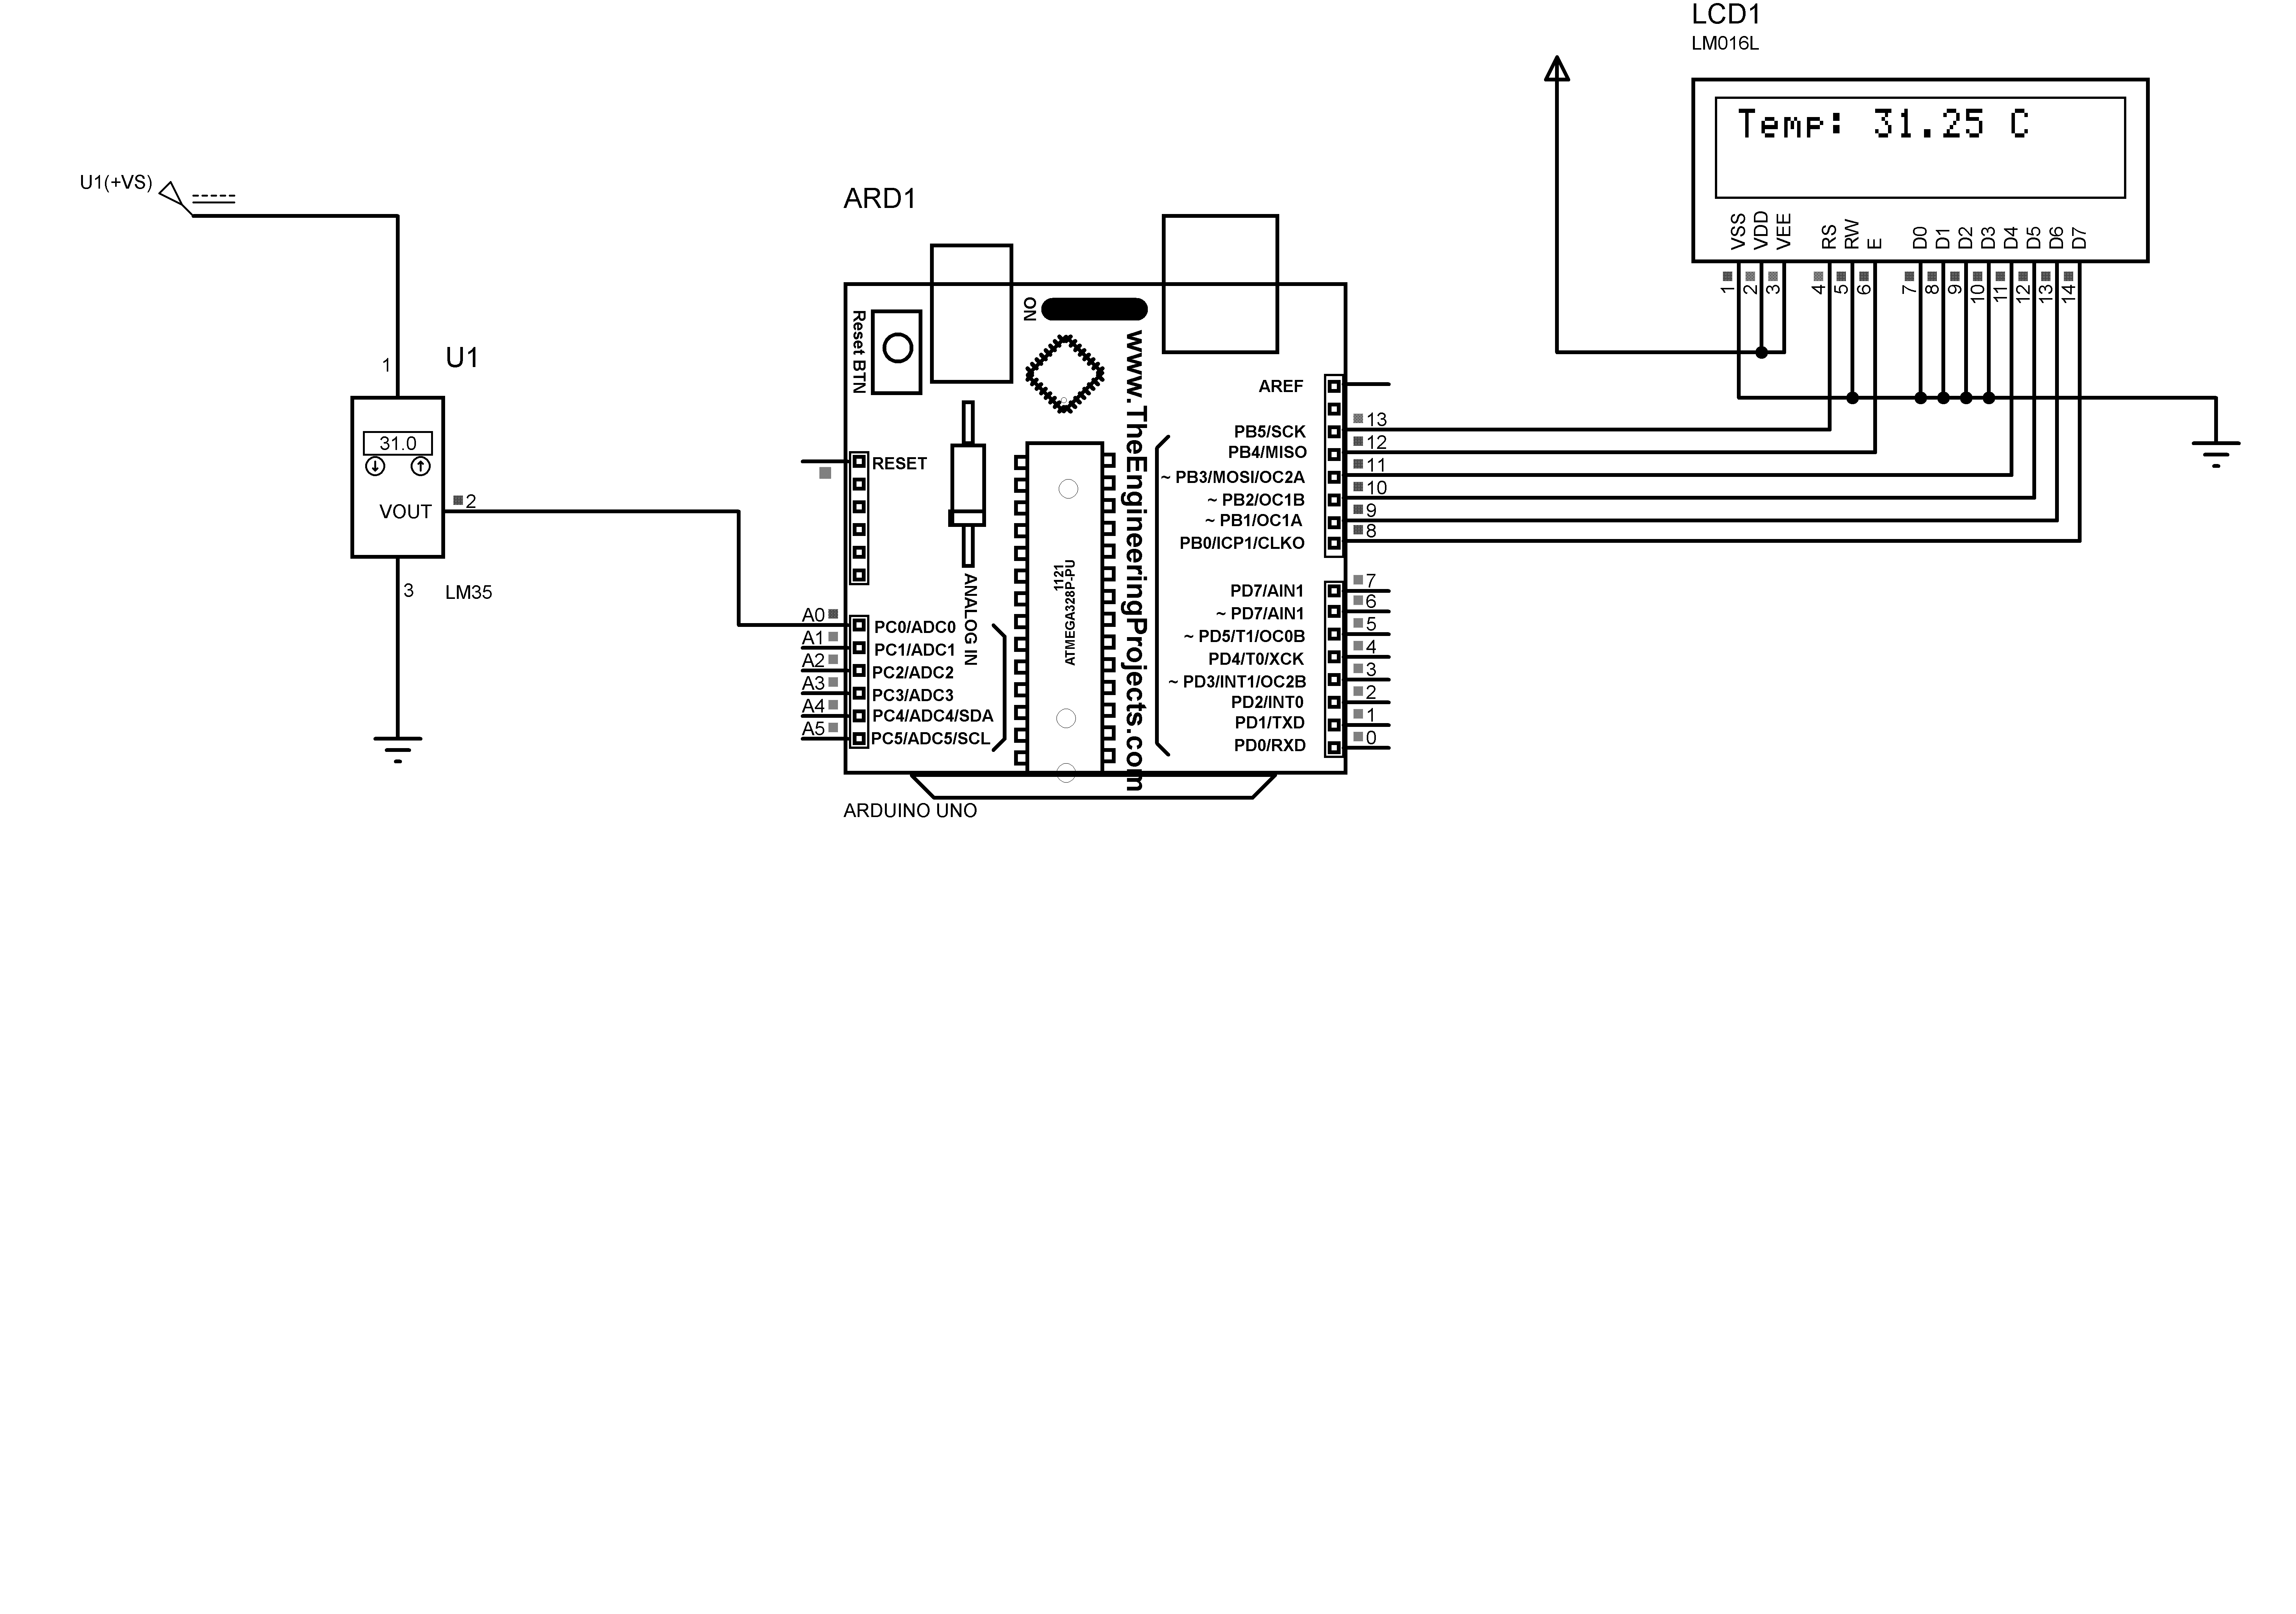 LCD1
LM016L
Temp: 31.25 C
VSS
VDD
VEE
RS
RW
E
D0
D1
D2
D3
D4
D5
D6
D7
1
2
3
4
5
6
7
8
9
10
11
12
13
14
U1(+VS)
1
U1
31.0
VOUT
2
3
LM35
ARD1
Reset BTN
ON
www.TheEngineeringProjects.com
RESET
ANALOG IN
1121
ATMEGA328P-PU
A0
PC0/ADC0
A1
PC1/ADC1
A2
PC2/ADC2
A3
PC3/ADC3
A4
PC4/ADC4/SDA
A5
PC5/ADC5/SCL
AREF
PB5/SCK
13
PB4/MISO
12
~ PB3/MOSI/OC2A
11
~ PB2/OC1B
10
~ PB1/OC1A
9
PB0/ICP1/CLKO
8
PD7/AIN1
7
~ PD7/AIN1
6
~ PD5/T1/OC0B
5
PD4/T0/XCK
4
~ PD3/INT1/OC2B
3
PD2/INT0
2
PD1/TXD
1
PD0/RXD
0
ARDUINO UNO